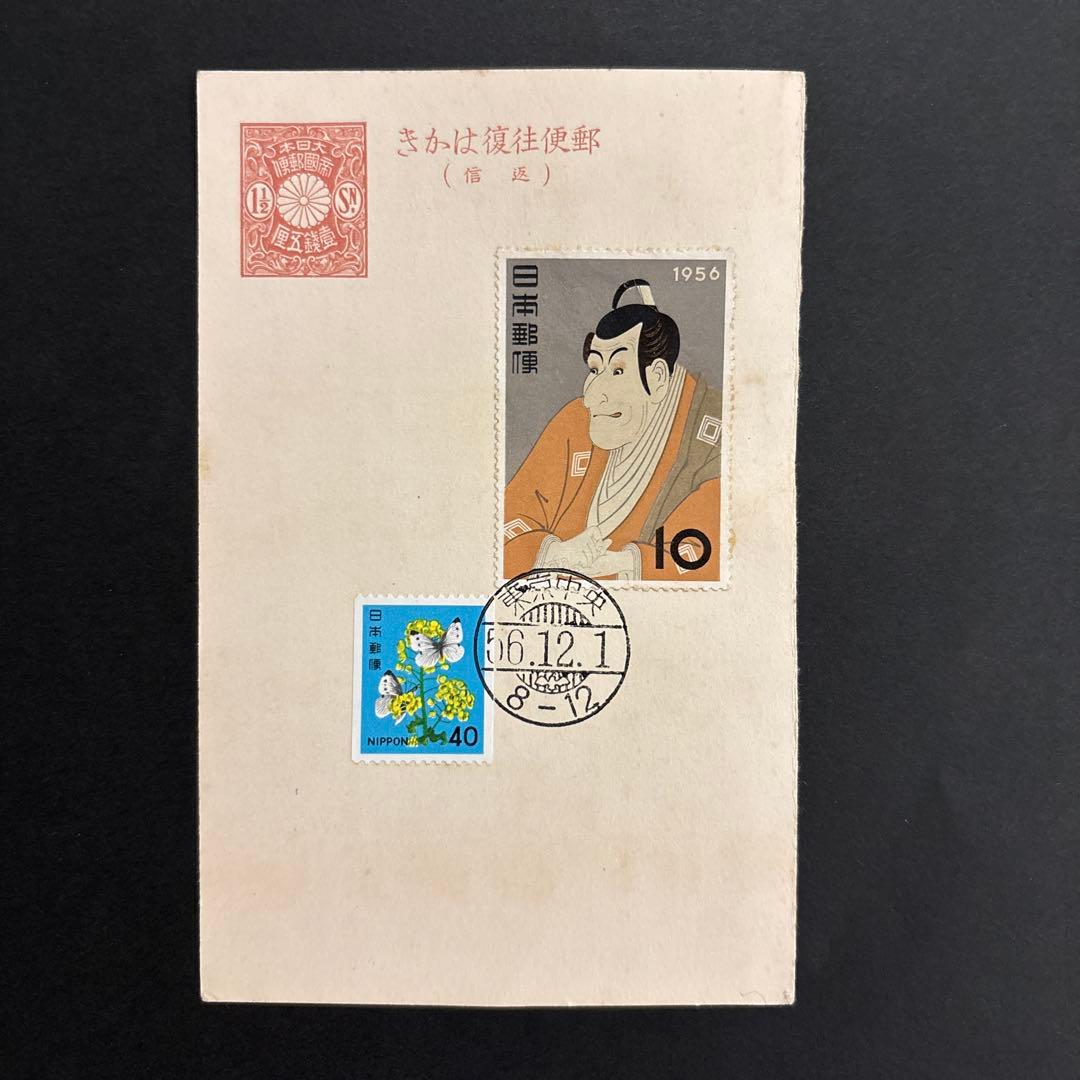 大日本
帝國郵便
1½ SN.
壹錢五厘
きかは復往便郵
(信 返)
日本郵便
1956
10
日本郵便
NIPPON 40
東京中央
56.12.1
8-12